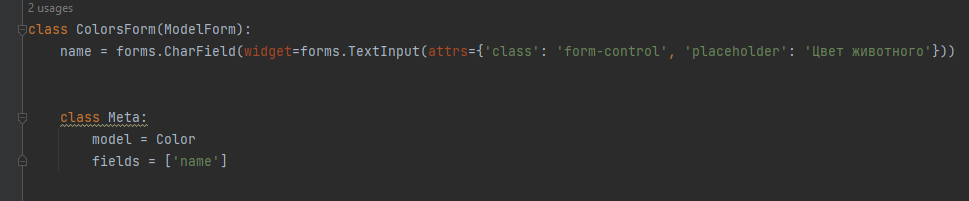 2 usages
class ColorsForm(ModelForm):
    name = forms.CharField(widget=forms.TextInput(attrs={'class': 'form-control', 'placeholder': 'Цвет животного'}))
    class Meta:
        model = Color
        fields = ['name']